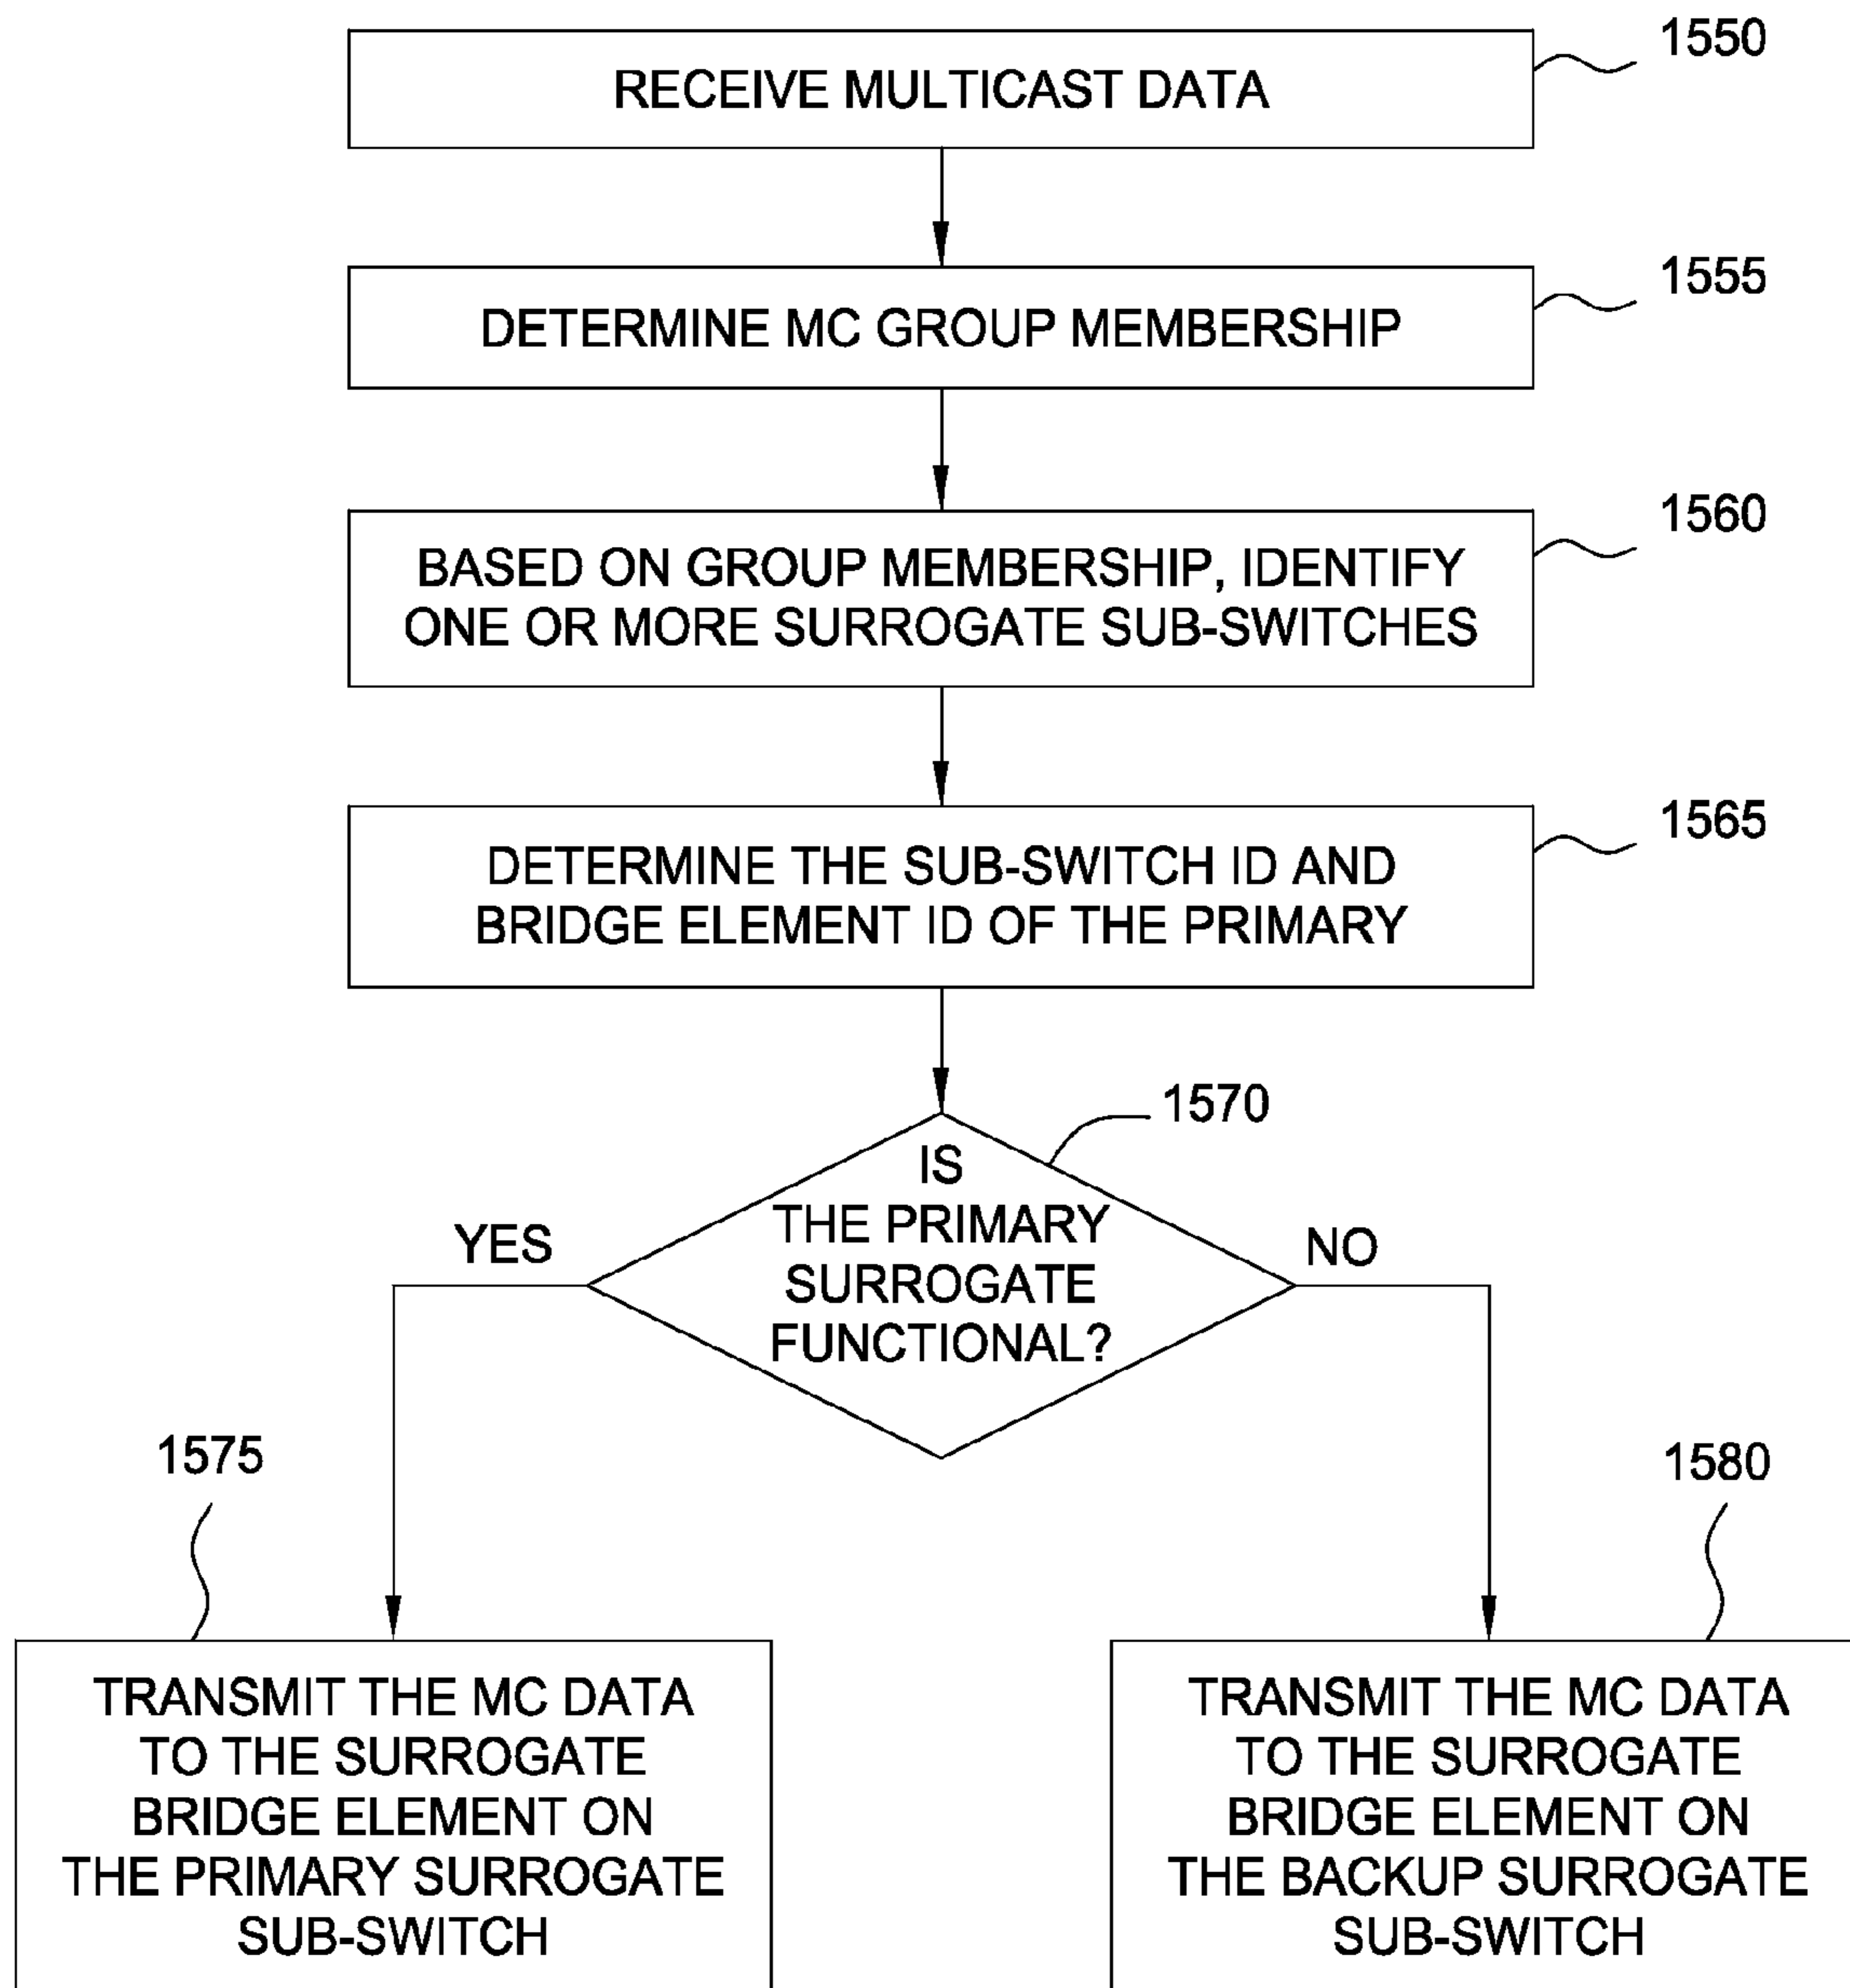 1550
RECEIVE MULTICAST DATA
1555
DETERMINE MC GROUP MEMBERSHIP
1560
BASED ON GROUP MEMBERSHIP, IDENTIFY
ONE OR MORE SURROGATE SUB-SWITCHES
1565
DETERMINE THE SUB-SWITCH ID AND
BRIDGE ELEMENT ID OF THE PRIMARY
1570
IS
THE PRIMARY
SURROGATE
FUNCTIONAL?
YES
NO
1575
TRANSMIT THE MC DATA
TO THE SURROGATE
BRIDGE ELEMENT ON
THE PRIMARY SURROGATE
SUB-SWITCH
1580
TRANSMIT THE MC DATA
TO THE SURROGATE
BRIDGE ELEMENT ON
THE BACKUP SURROGATE
SUB-SWITCH